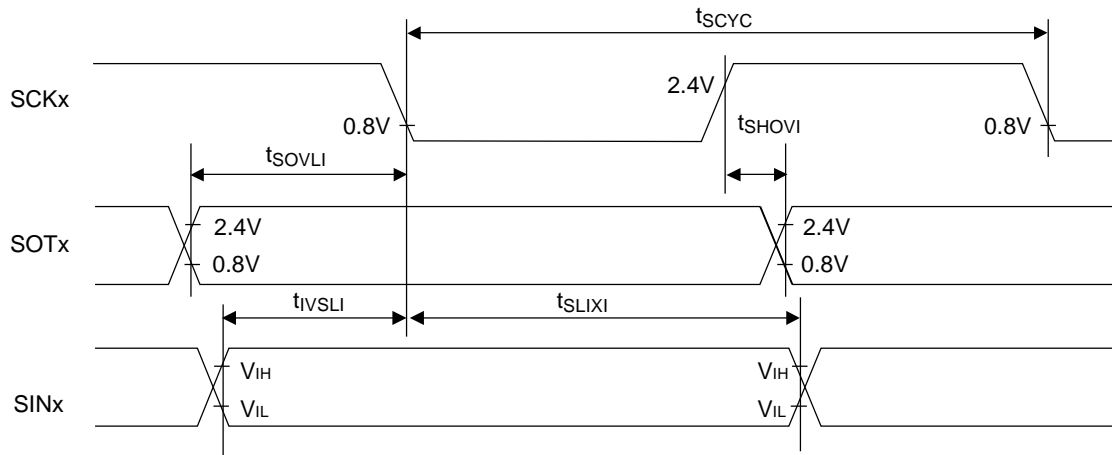 tSCYC
SCKx
2.4V
0.8V
tSHOVI
0.8V
tSOVLI
SOTx
2.4V
0.8V
2.4V
0.8V
tIVSLI
tSLIXI
SINx
VIH
VIL
VIH
VIL